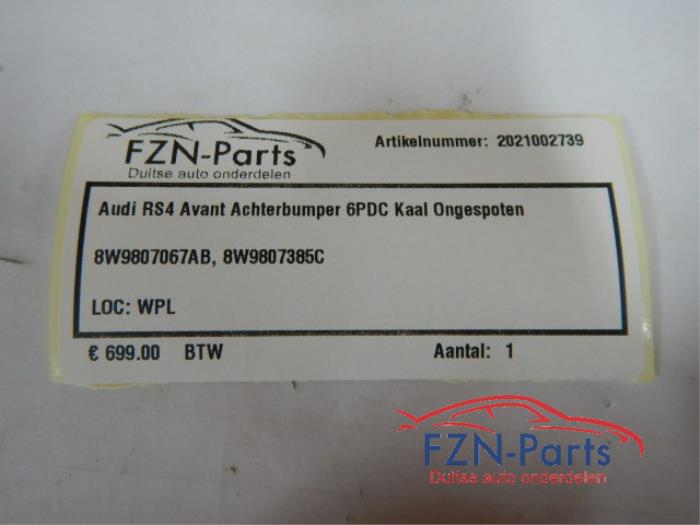 FZN-Parts
Duitse auto onderdelen
Artikelnummer: 2021002739
Audi RS4 Avant Achterbumper 6PDC Kaal Ongespoten
8W9807067AB, 8W9807385C
LOC: WPL
€ 699.00 BTW Aantal: 1
FZN-Parts
Duitse auto onderdelen